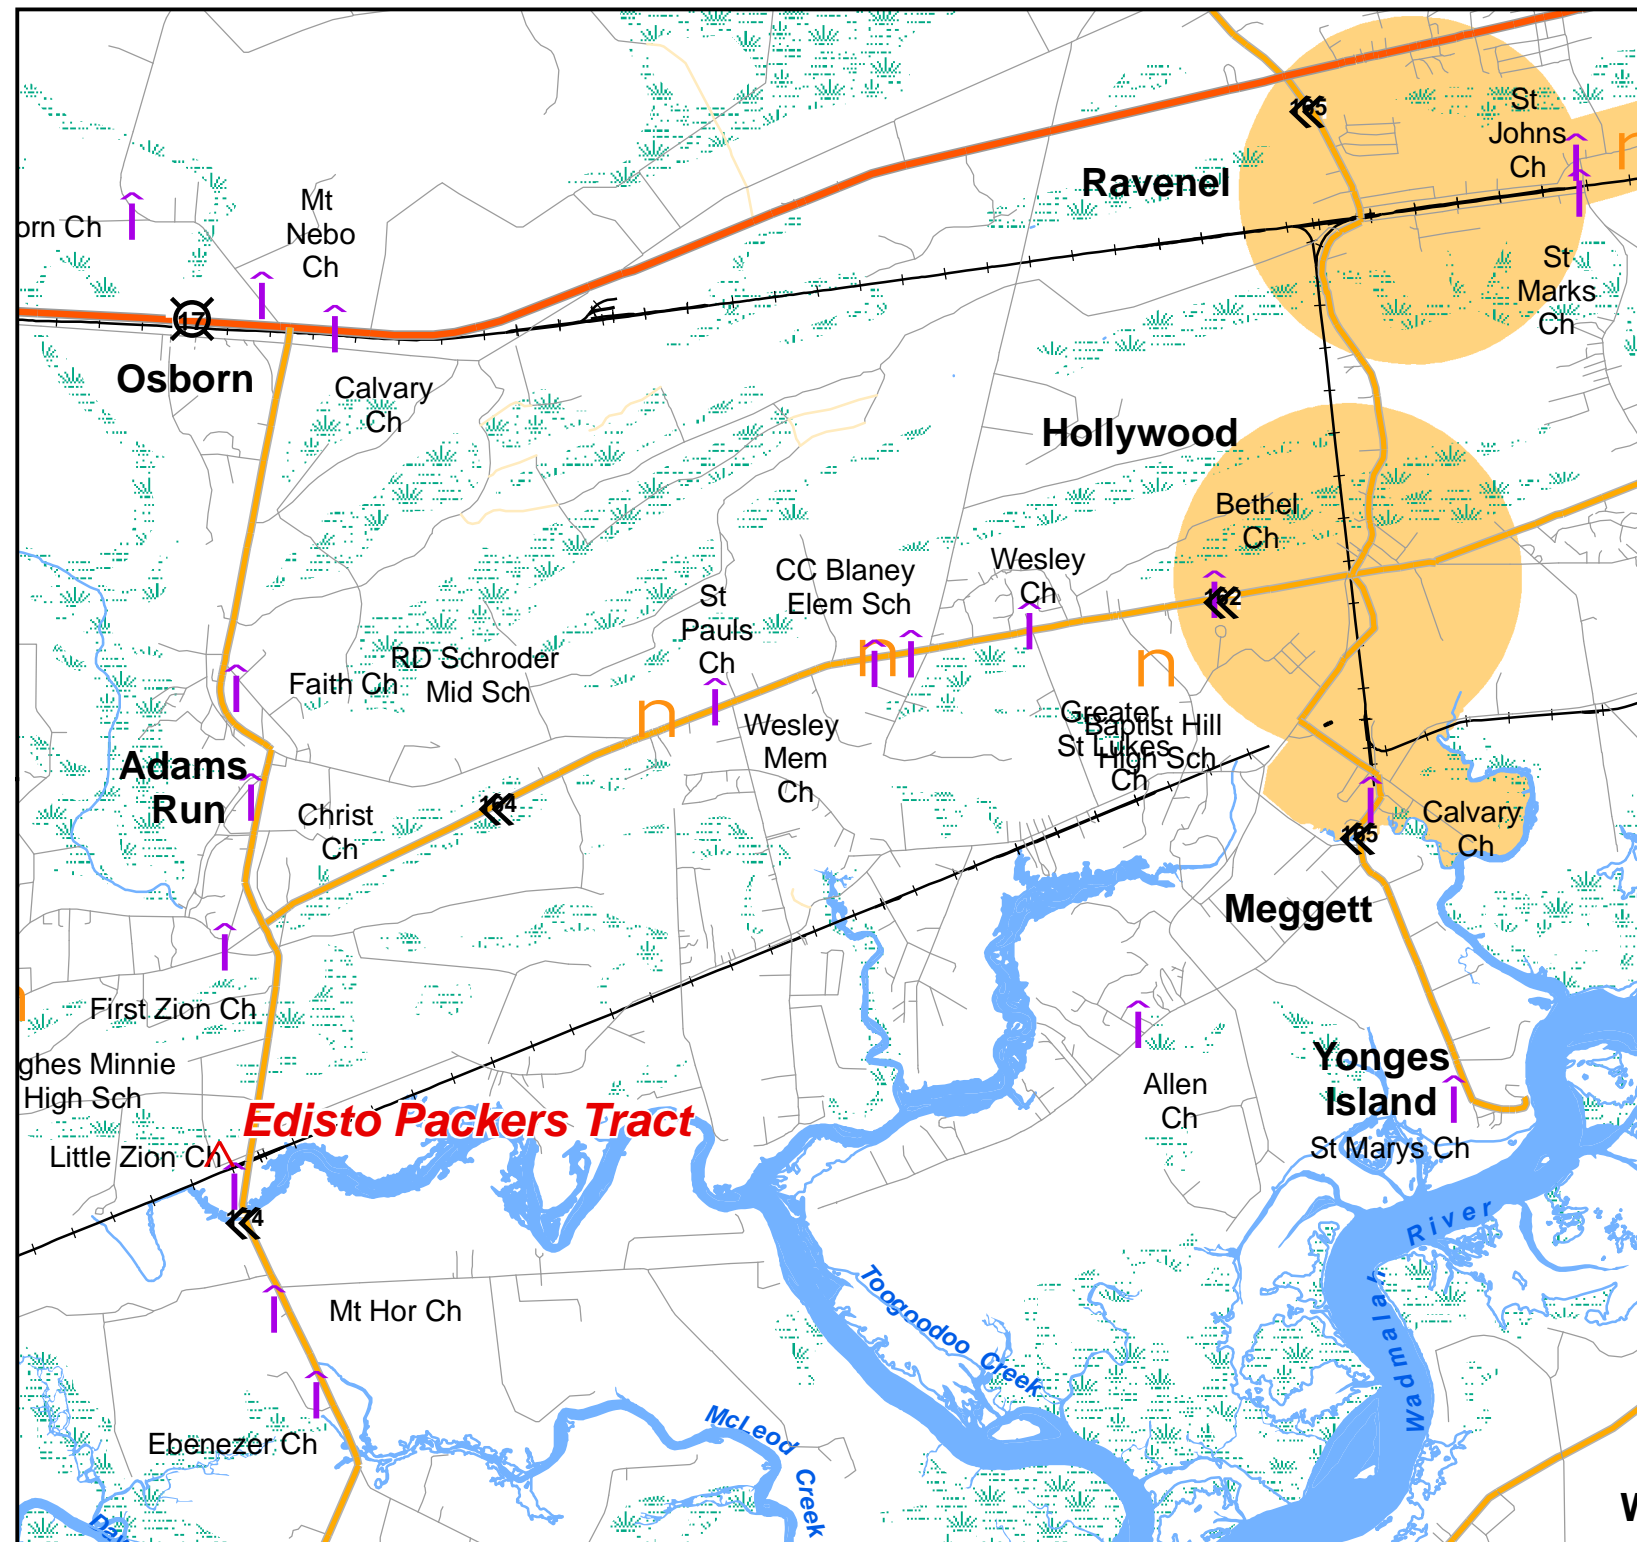 165
St
Johns
Ch
Ravenel
Mt
Nebo
Ch
orn Ch
St
Marks
Ch
17
Osborn
Calvary
Ch
Hollywood
Bethel
Ch
Wesley
Ch
CC Blaney
Elem Sch
St
Pauls
Ch
162
RD Schroder
Mid Sch
Faith Ch
Greater
St Lukes
Ch
Baptist Hill
High Sch
Wesley
Mem
Ch
Adams
Run
Christ
Ch
164
Calvary
Ch
165
Meggett
First Zion Ch
ghes Minnie
High Sch
Yonges
Island
Allen
Ch
Edisto Packers Tract
Little Zion Ch
St Marys Ch
174
River
Wadmalah
Toogoodoo Creek
Mt Hor Ch
McLeod
Creek
Ebenezer Ch
W